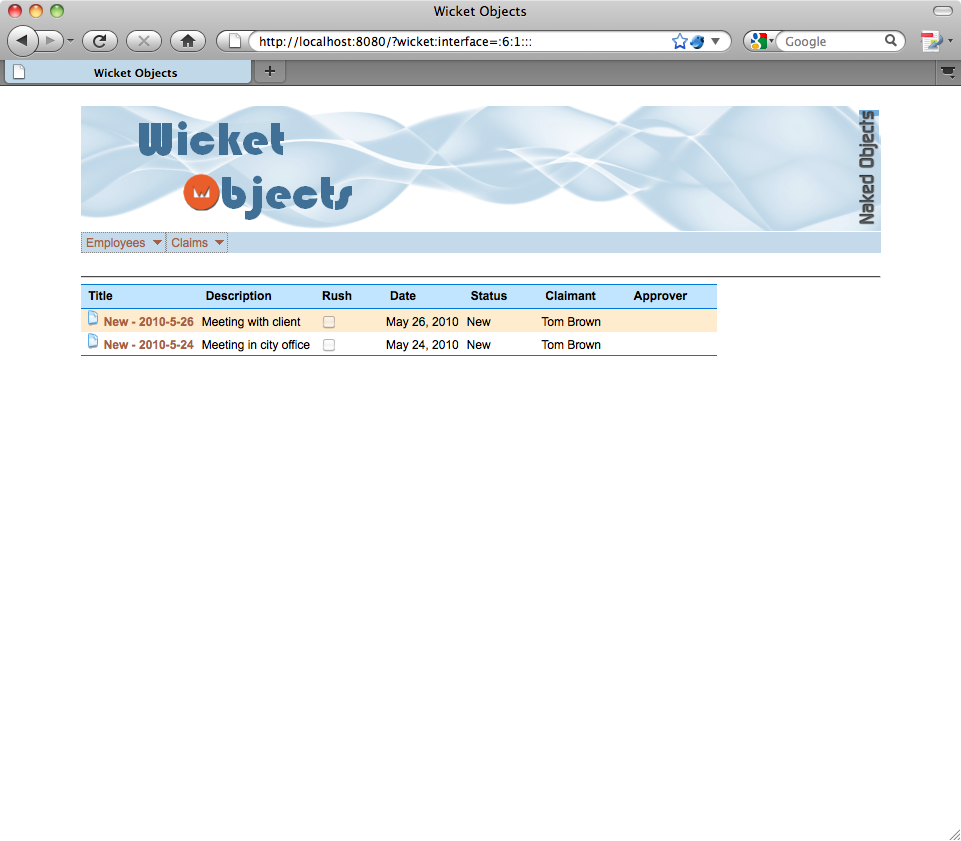 Wicket Objects
http://localhost:8080/?wicket:interface=:6:1:::
Google
Wicket Objects
Wicket
Objects
Naked Objects
Employees Claims
Title Description Rush Date Status Claimant Approver
New - 2010-5-26 Meeting with client May 26, 2010 New Tom Brown
New - 2010-5-24 Meeting in city office May 24, 2010 New Tom Brown